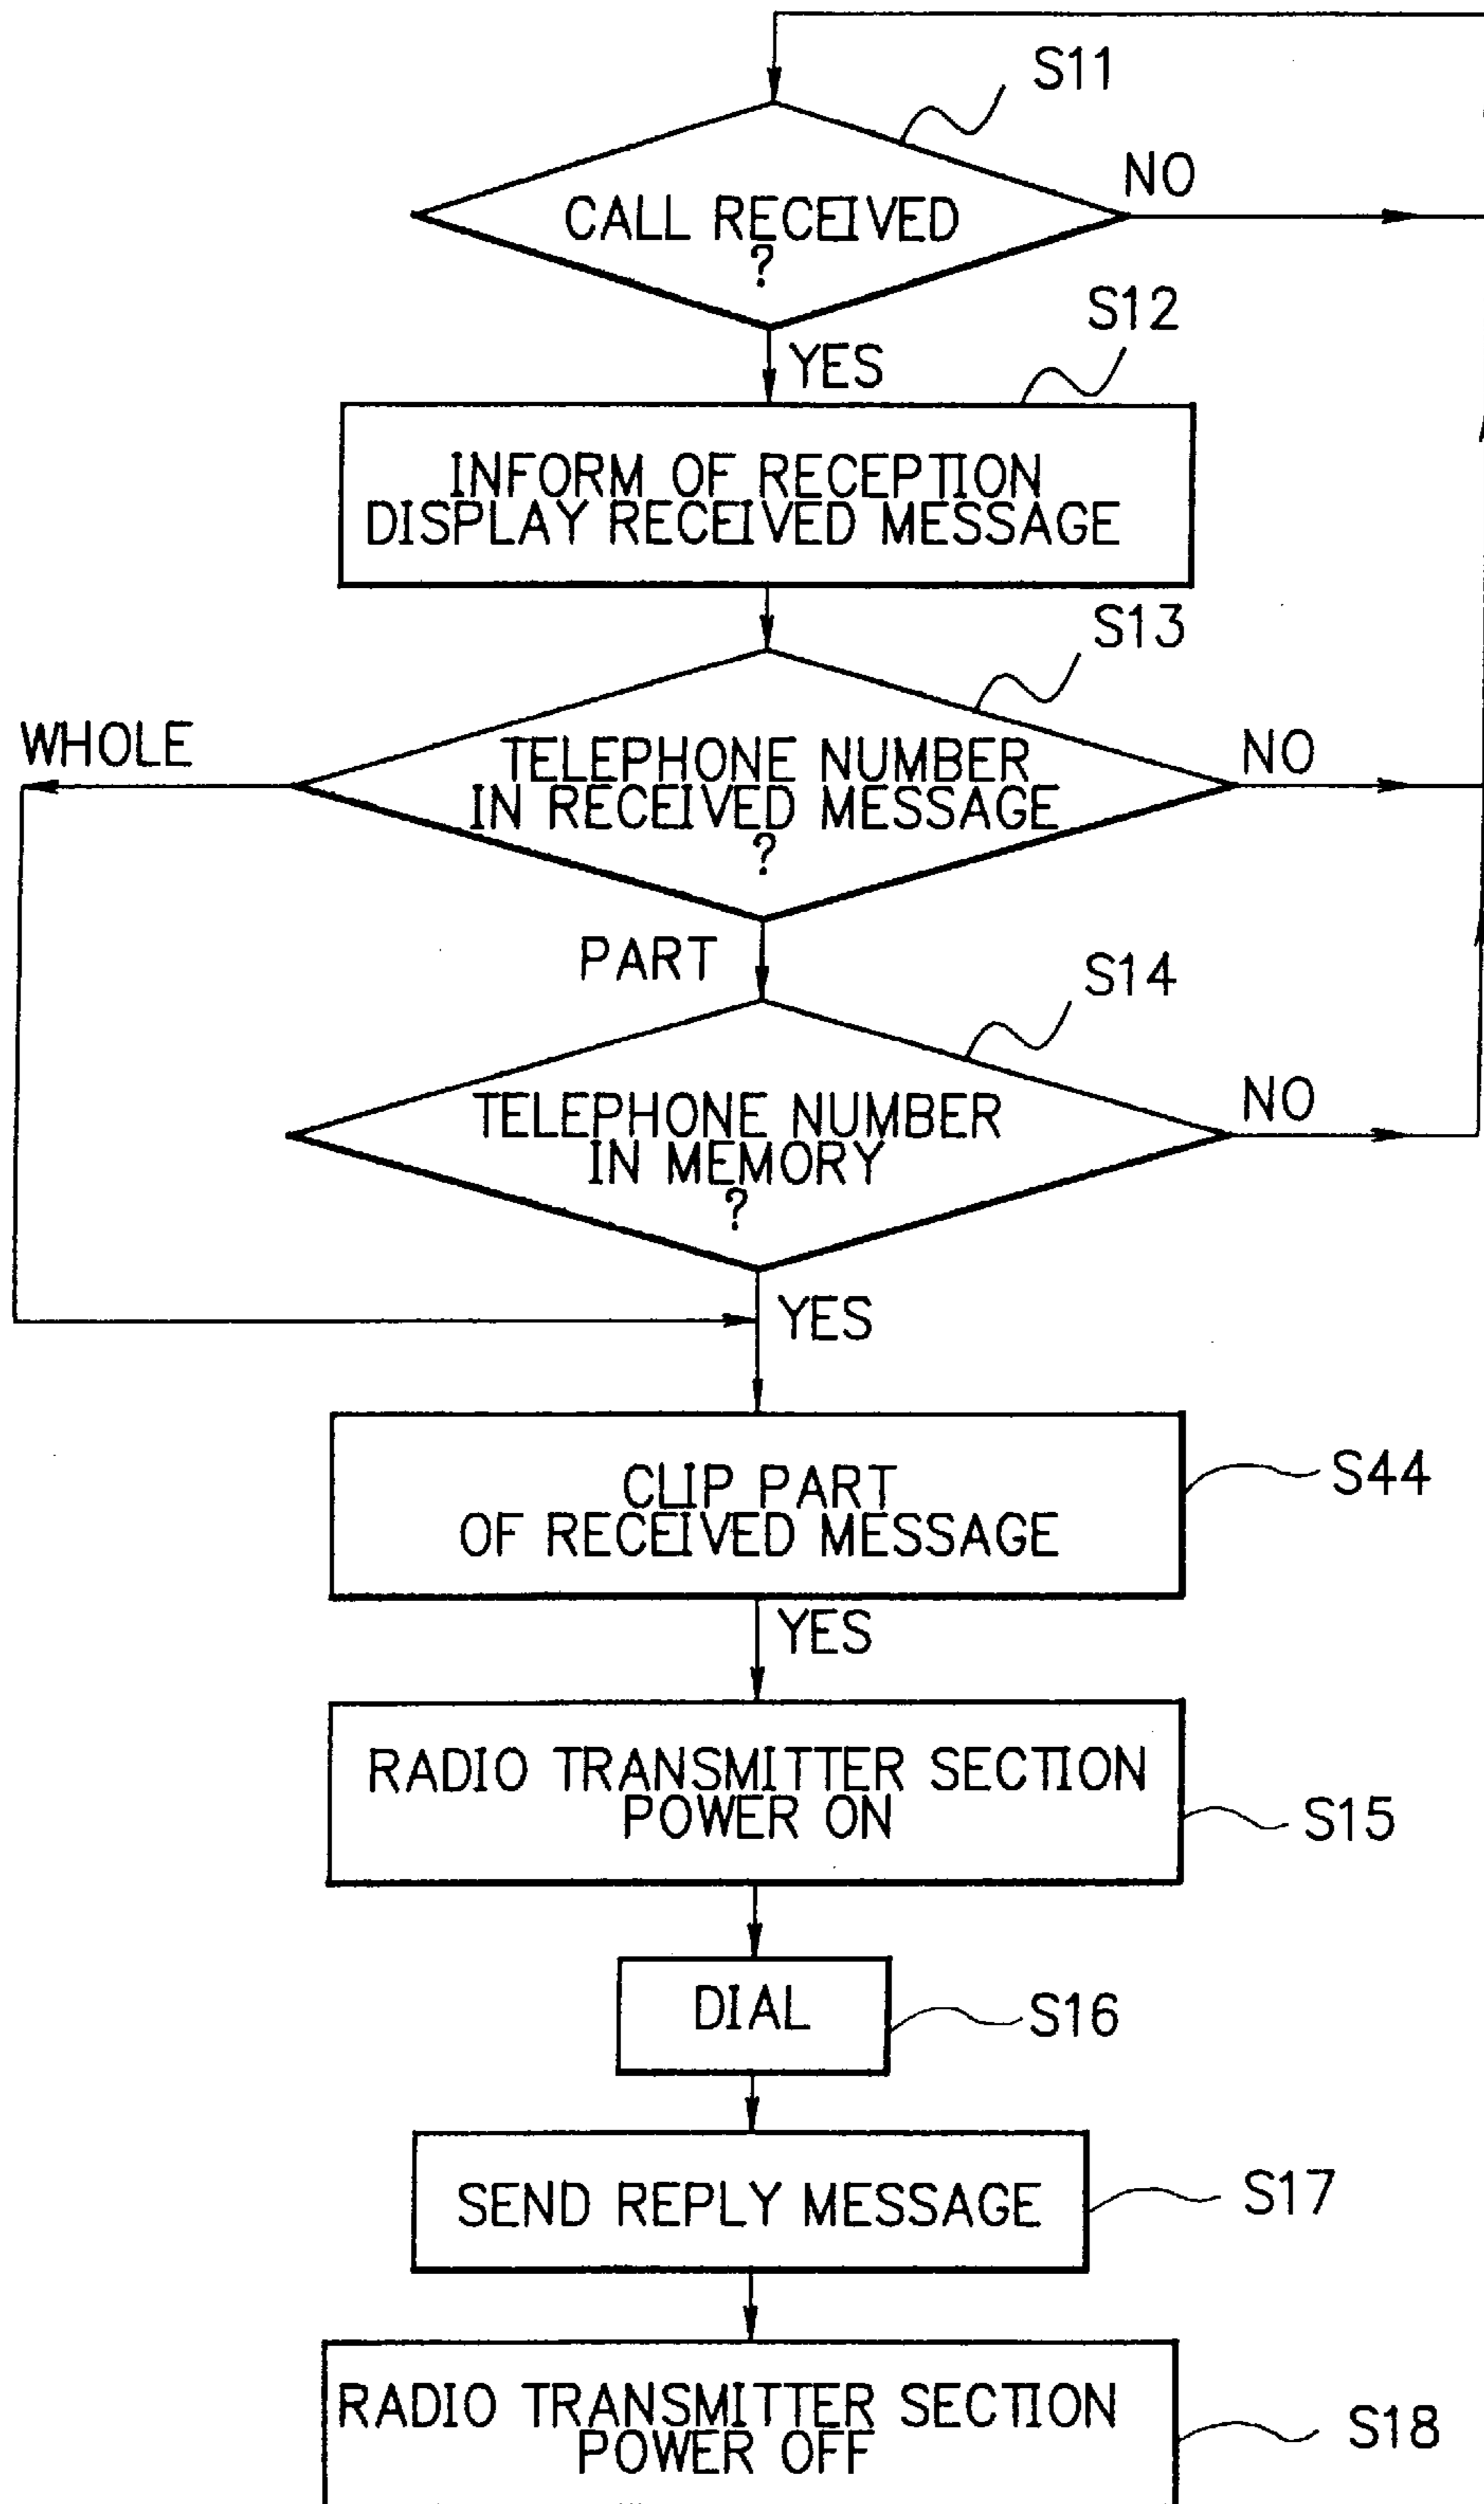 S11
NO
CALL RECEIVED
?
S12
YES
INFORM OF RECEPTION
DISPLAY RECEIVED MESSAGE
S13
WHOLE
TELEPHONE NUMBER
NO
IN RECEIVED MESSAGE
?
PART
S14
TELEPHONE NUMBER
NO
IN MEMORY
?
YES
CLIP PART
S44
OF RECEIVED MESSAGE
YES
RADIO TRANSMITTER SECTION
POWER ON
S15
DIAL
S16
SEND REPLY MESSAGE
S17
RADIO TRANSMITTER SECTION
S18
POWER OFF